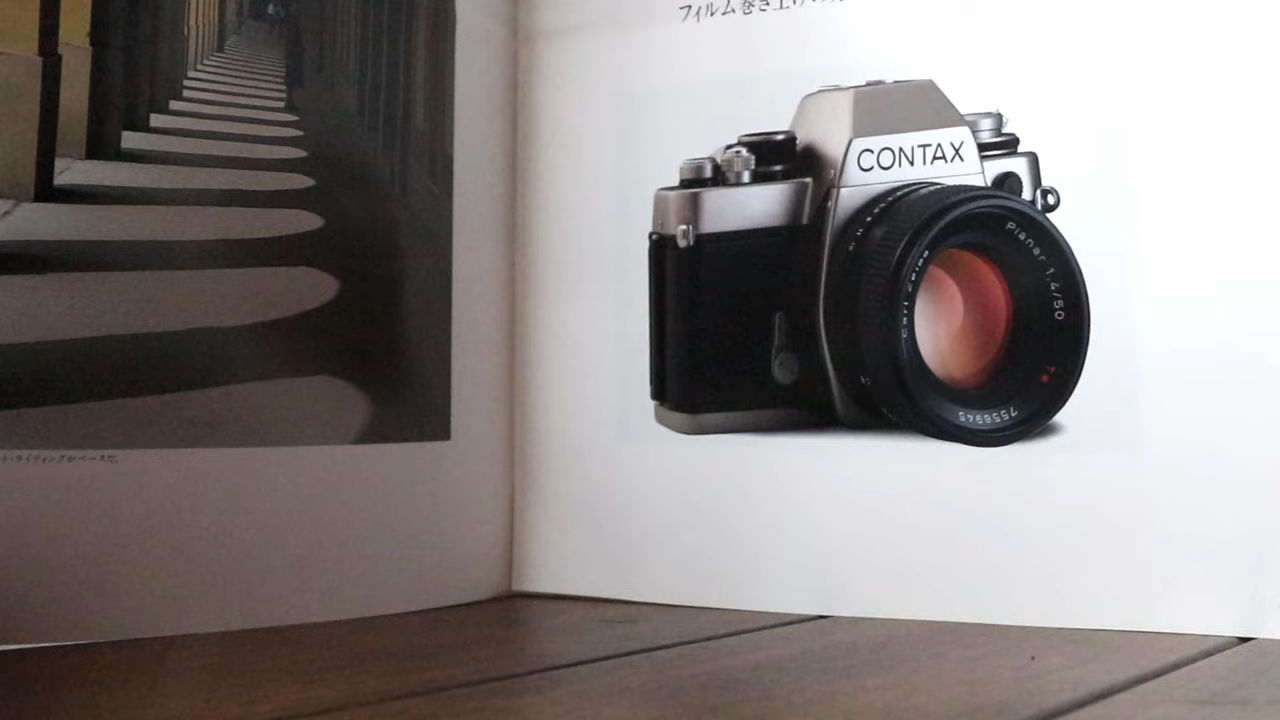 フィルム巻き上げ
CONTAX
Carl Zeiss
Planar 1,4/50
T*
7556945
ト・ライティングがベースだ。